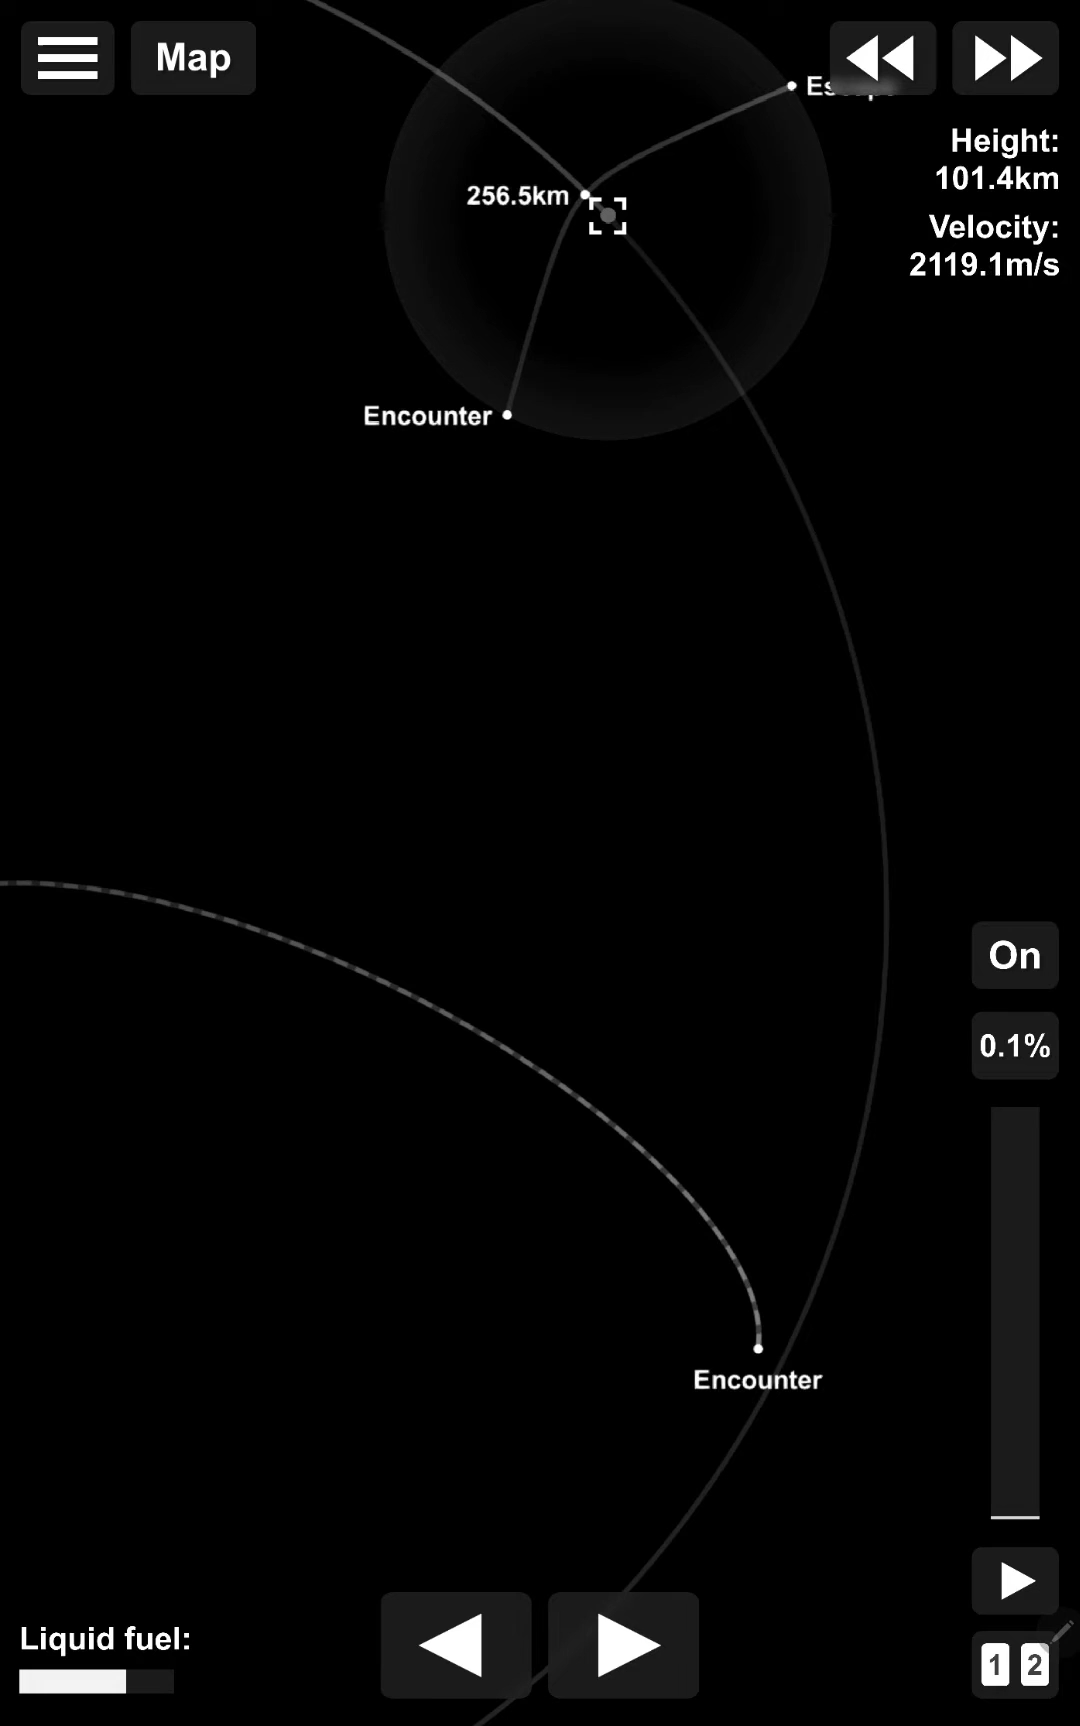 Map
Height:
101.4km
Velocity:
2119.1m/s
256.5km
Encounter
On
0.1%
Encounter
Liquid fuel:
1 2